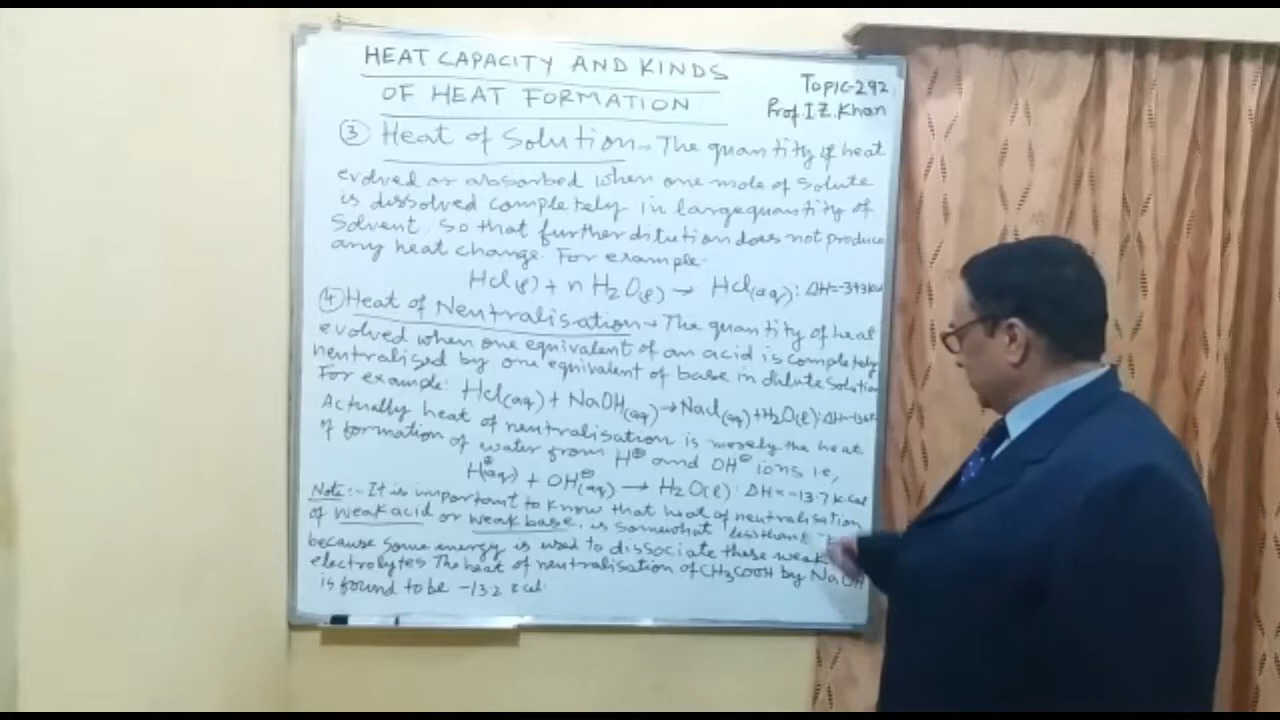 HEAT CAPACITY AND KINDS
OF HEAT FORMATION
TOPIC-292
Prof. I Z. Khan
③ Heat of Solution → The quantity of heat
evolved or absorbed when one mole of solute
is dissolved completely in large quantity of
Solvent, So that further dilution does not produce
any heat change. For example-
Hcl(g) + n H₂O(l) → Hcl(aq): ΔH=-393
④ Heat of Neutralisation → The quantity of heat
evolved when one equivalent of an acid is completely
neutralised by one equivalent of base in dilute solution
For example: Hcl(aq) + NaOH(aq) → Nacl(aq) + H₂O(l): ΔH=
Actually heat of neutralisation is merely the heat
of formation of water from H⊕ and OH⊖ ions i.e,
H⊕(aq) + OH⊖(aq) → H₂O(l): ΔH = -13.7 K.Cal
Note:- It is important to know that heat of neutralisation
of weak acid or weak base, is somewhat less than
because some energy is used to dissociate these weak
electrolytes The heat of neutralisation of CH₃COOH by NaOH
is found to be -13.2 K Cal.